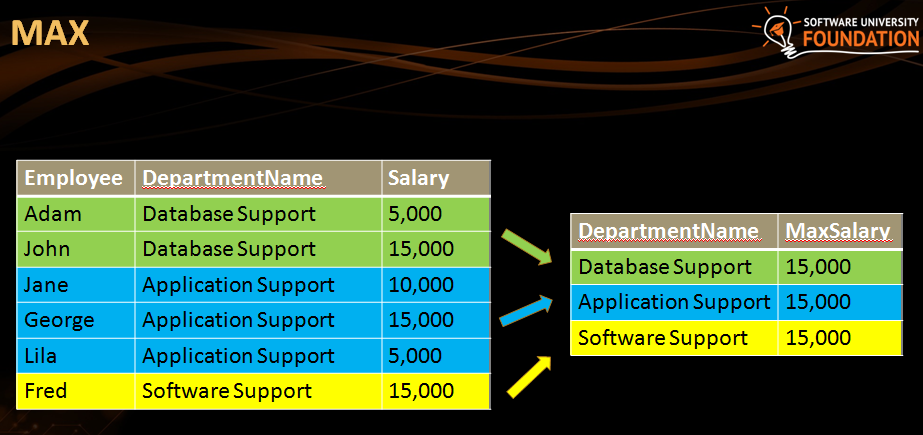 MAX
SOFTWARE UNIVERSITY
FOUNDATION
Employee DepartmentName Salary
Adam Database Support 5,000
John Database Support 15,000
Jane Application Support 10,000
George Application Support 15,000
Lila Application Support 5,000
Fred Software Support 15,000
DepartmentName MaxSalary
Database Support 15,000
Application Support 15,000
Software Support 15,000